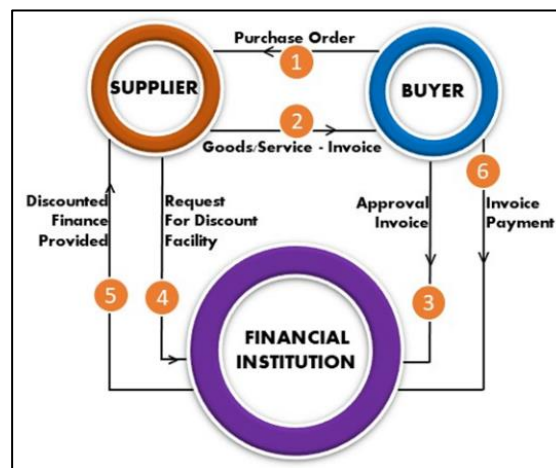 Purchase Order
1
SUPPLIER
BUYER
2
Goods/Service - Invoice
6
Discounted
Finance
Provided
Request
For Discount
Facility
Approval
Invoice
Invoice
Payment
5
4
3
FINANCIAL
INSTITUTION